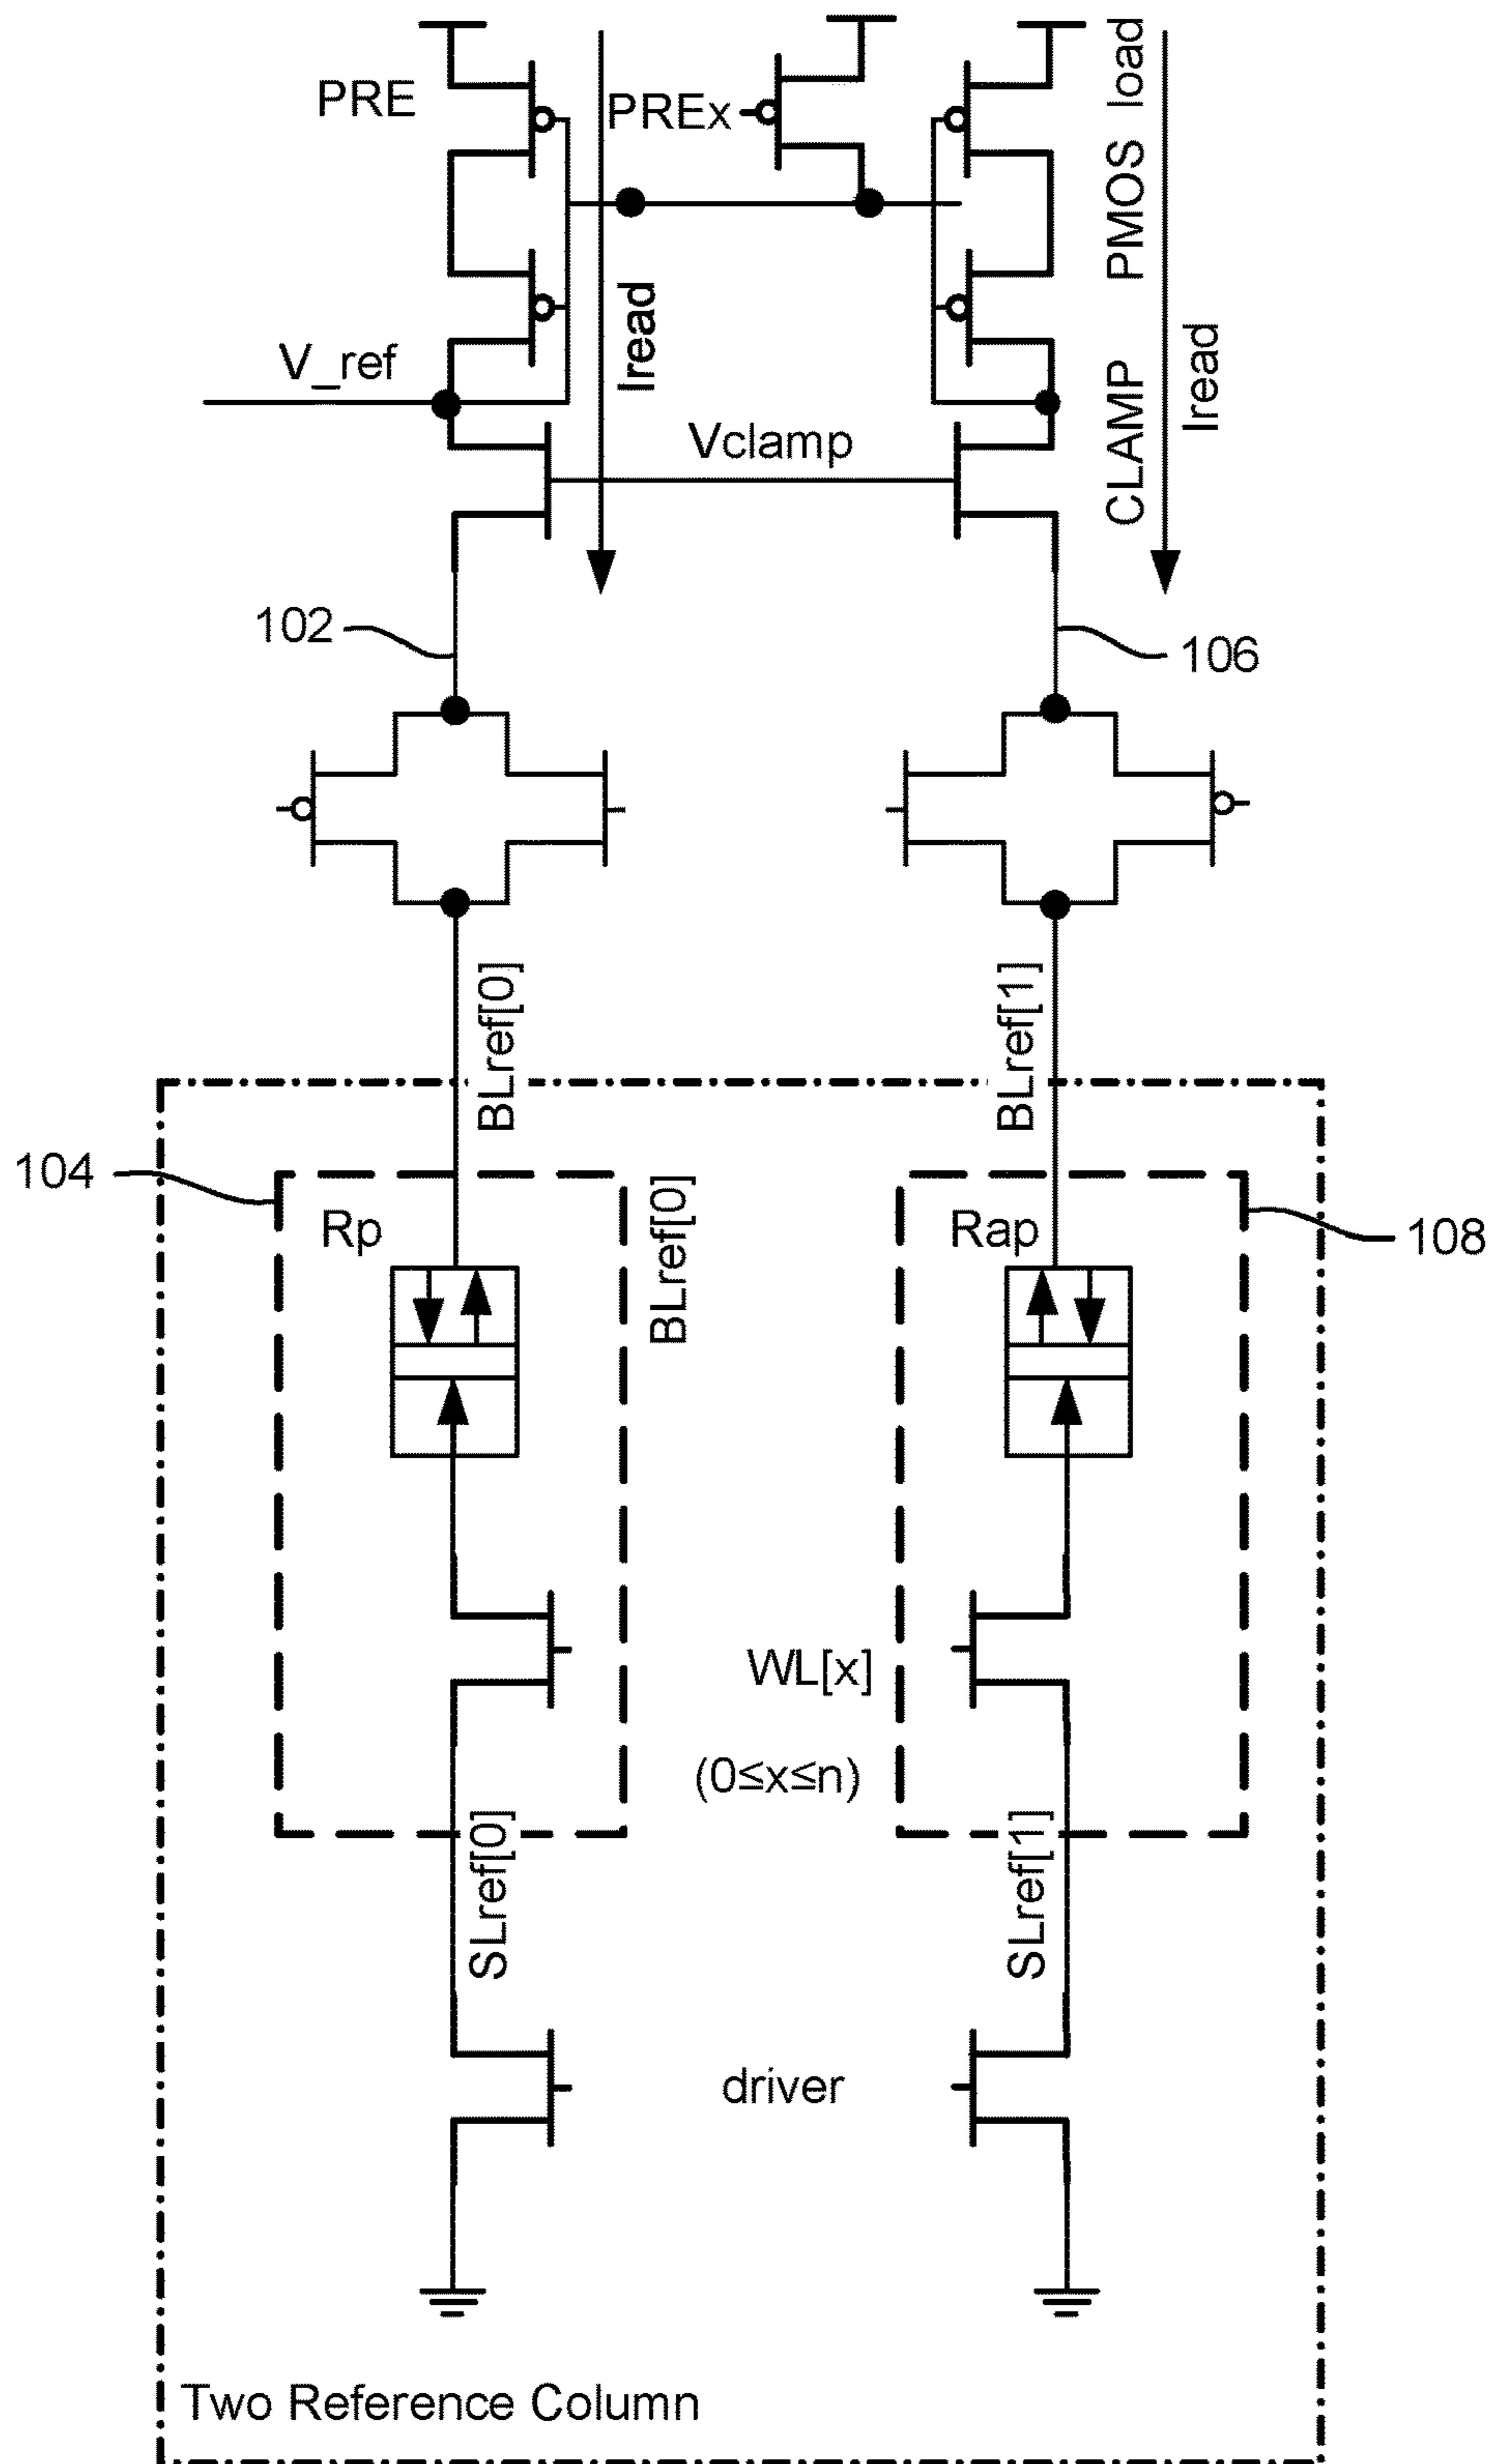 PRE
PREx
PMOS load
V_ref
Iread
Vclamp
CLAMP
Iread
102
106
BLref[0]
BLref[1]
104
Rp
BLref[0]
Rap
108
WL[x]
(0≤x≤n)
SLref[0]
SLref[1]
driver
Two Reference Column